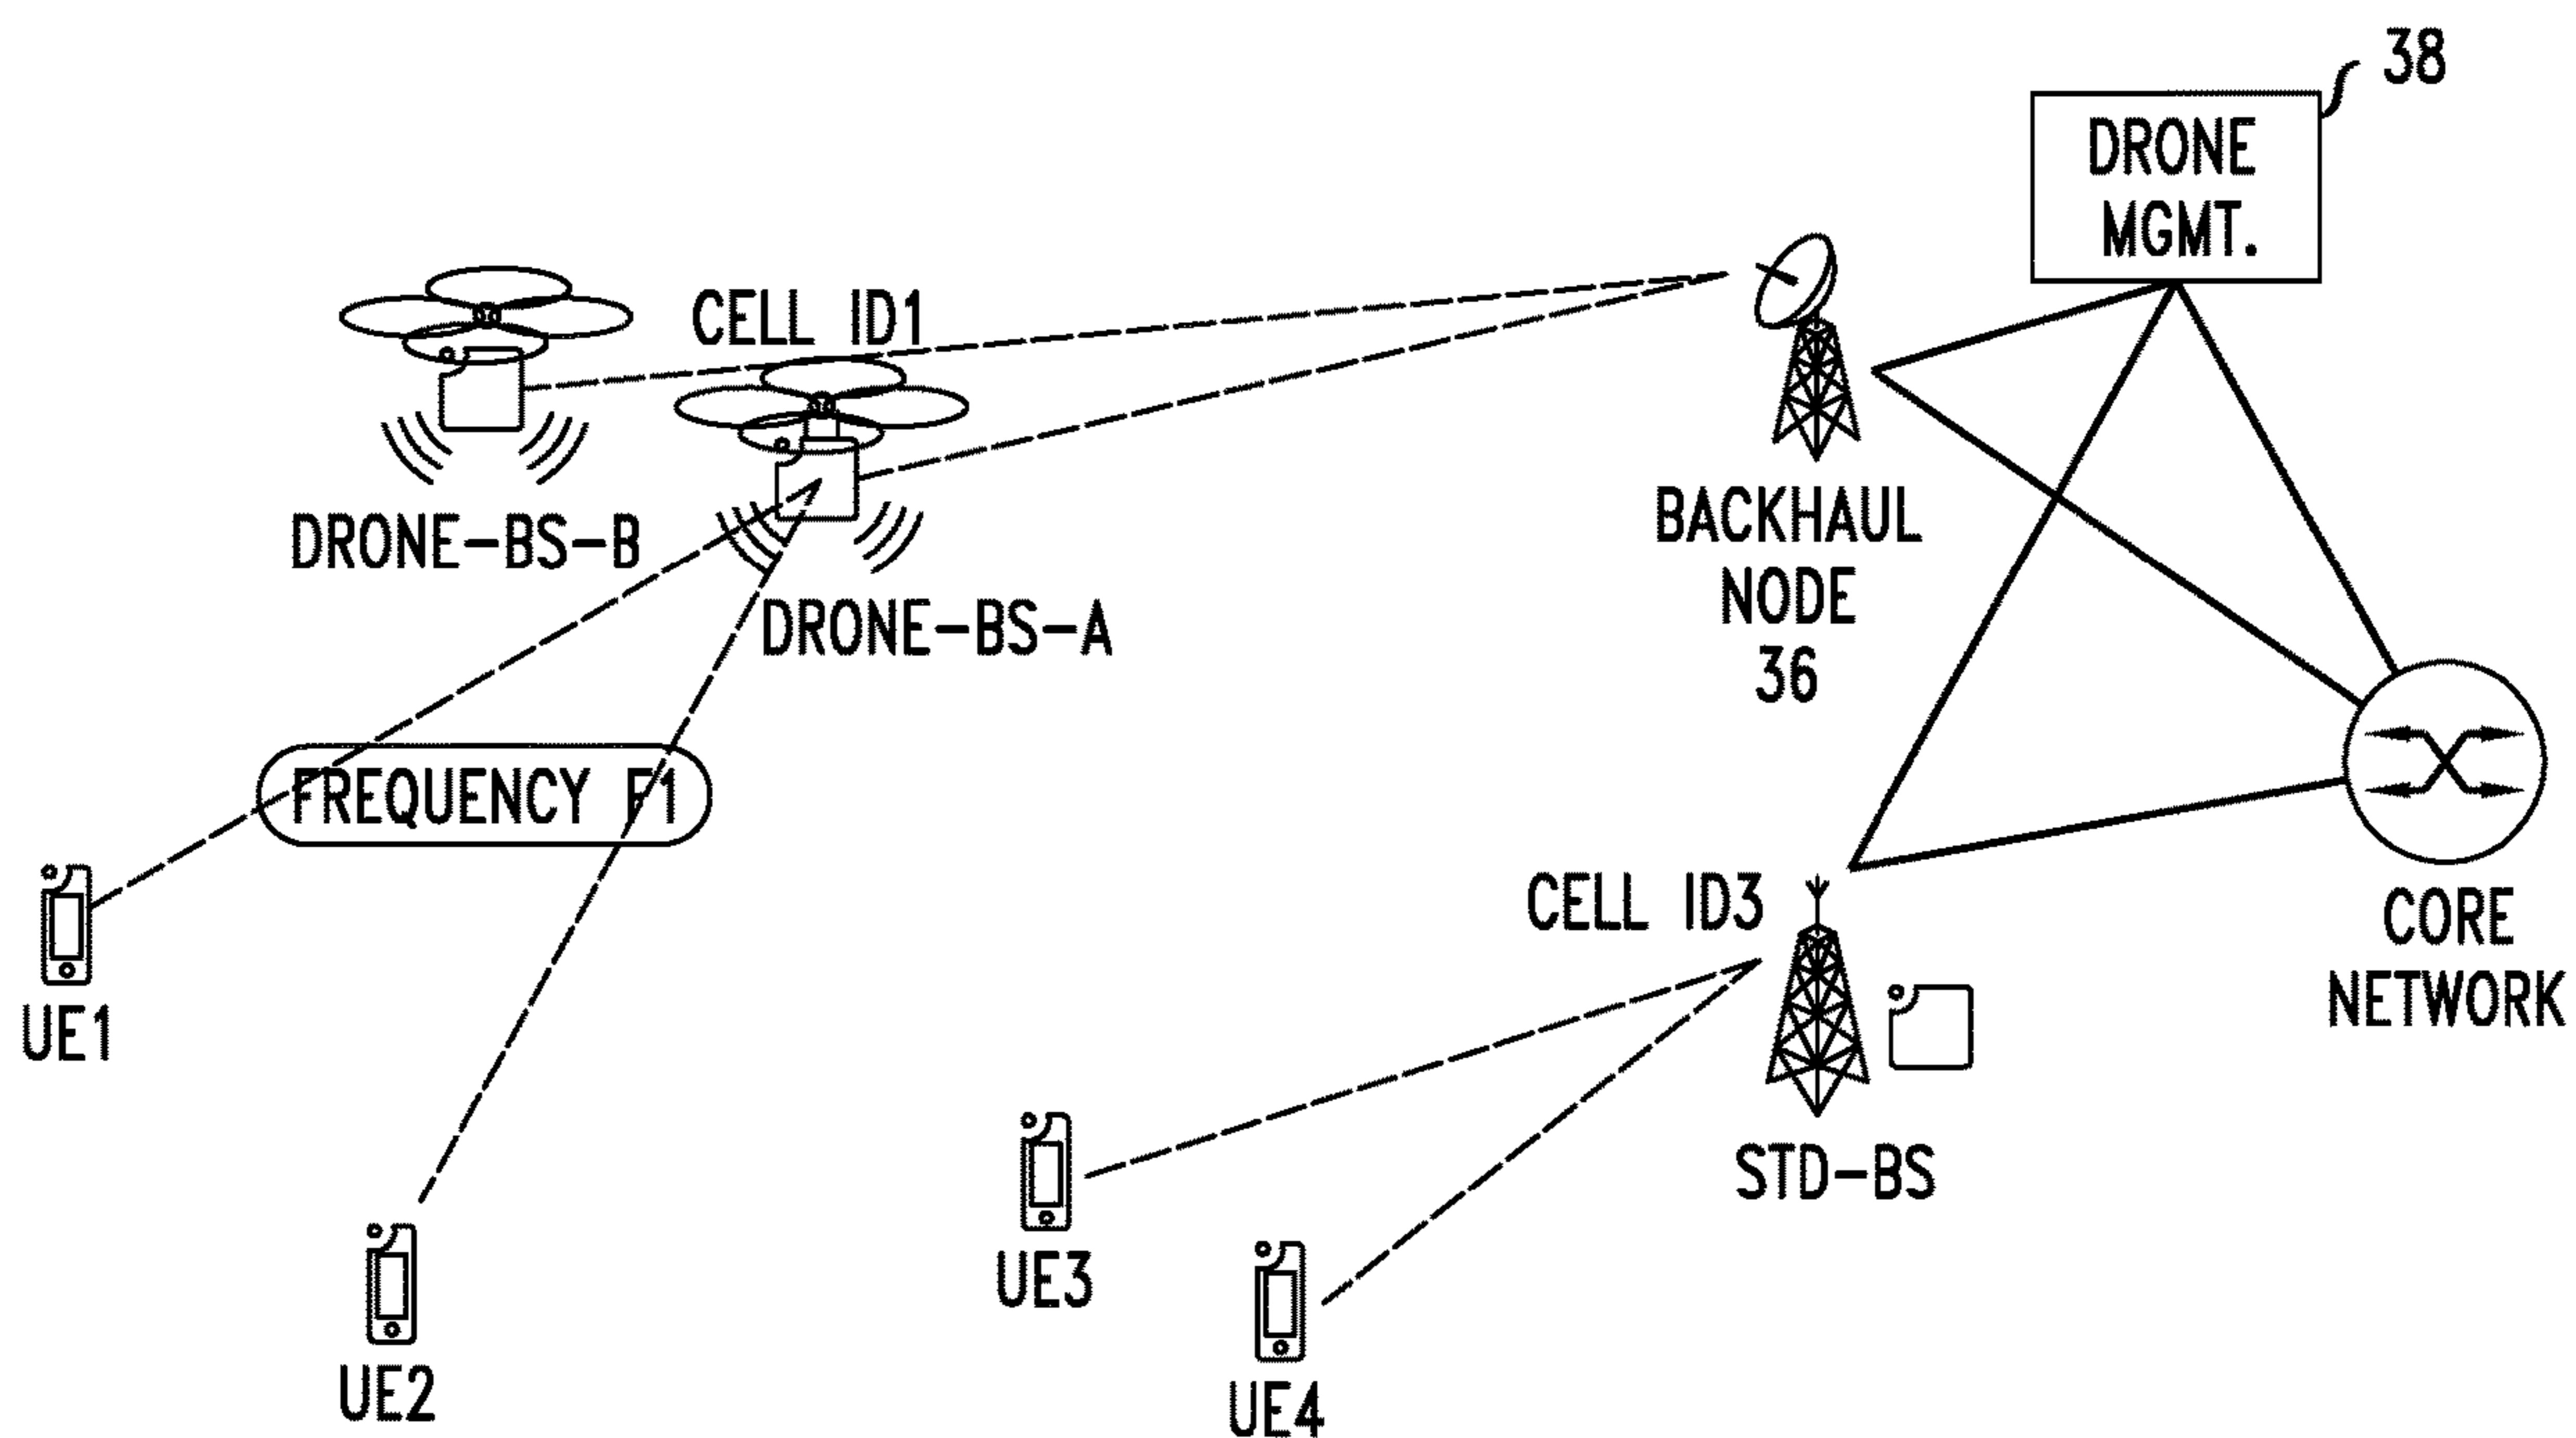 38
DRONE
MGMT.
CELL ID1
DRONE-BS-B
BACKHAUL
NODE
36
DRONE-BS-A
FREQUENCY F1
CELL ID3
CORE
NETWORK
UE1
STD-BS
UE3
UE2
UE4